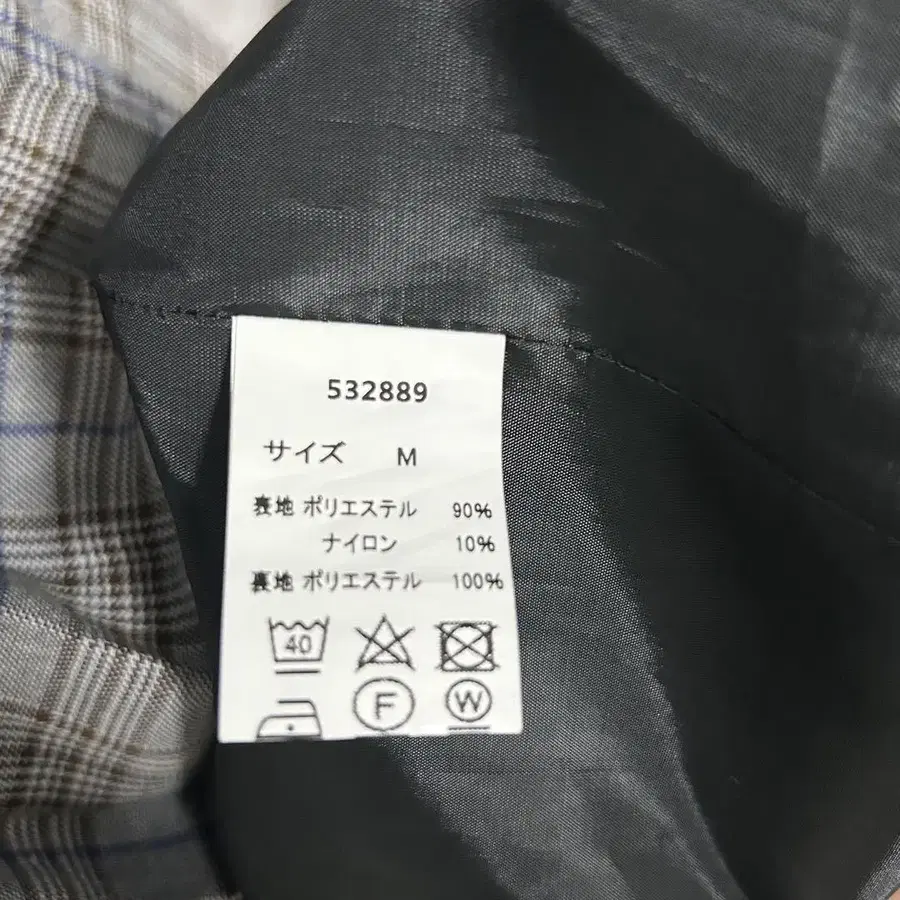 532889
サイズ M
表地 ポリエステル 90%
ナイロン 10%
裏地 ポリエステル 100%
40
F W